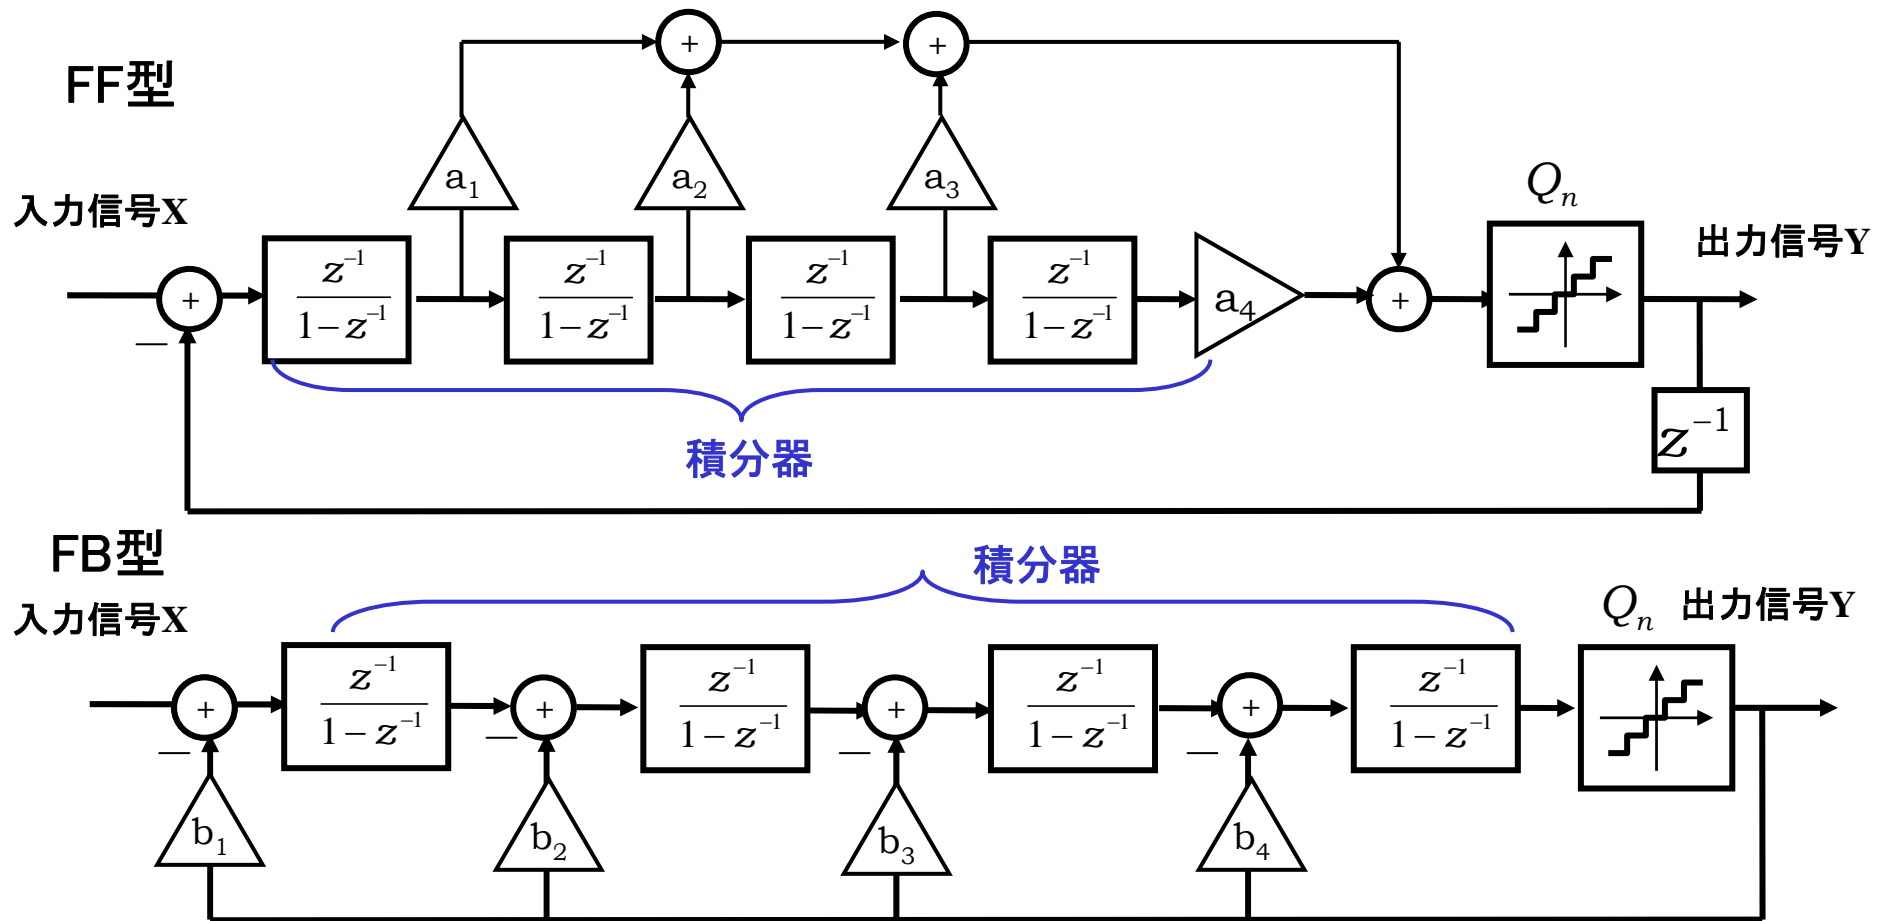 FF型
+
+
a1
a2
a3
Qn
入力信号X
出力信号Y
+
z^-1
1-z^-1
z^-1
1-z^-1
z^-1
1-z^-1
z^-1
1-z^-1
a4
+
−
z^-1
積分器
FB型
積分器
入力信号X
Qn
出力信号Y
+
z^-1
1-z^-1
+
z^-1
1-z^-1
+
z^-1
1-z^-1
+
z^-1
1-z^-1
−
−
−
−
b1
b2
b3
b4